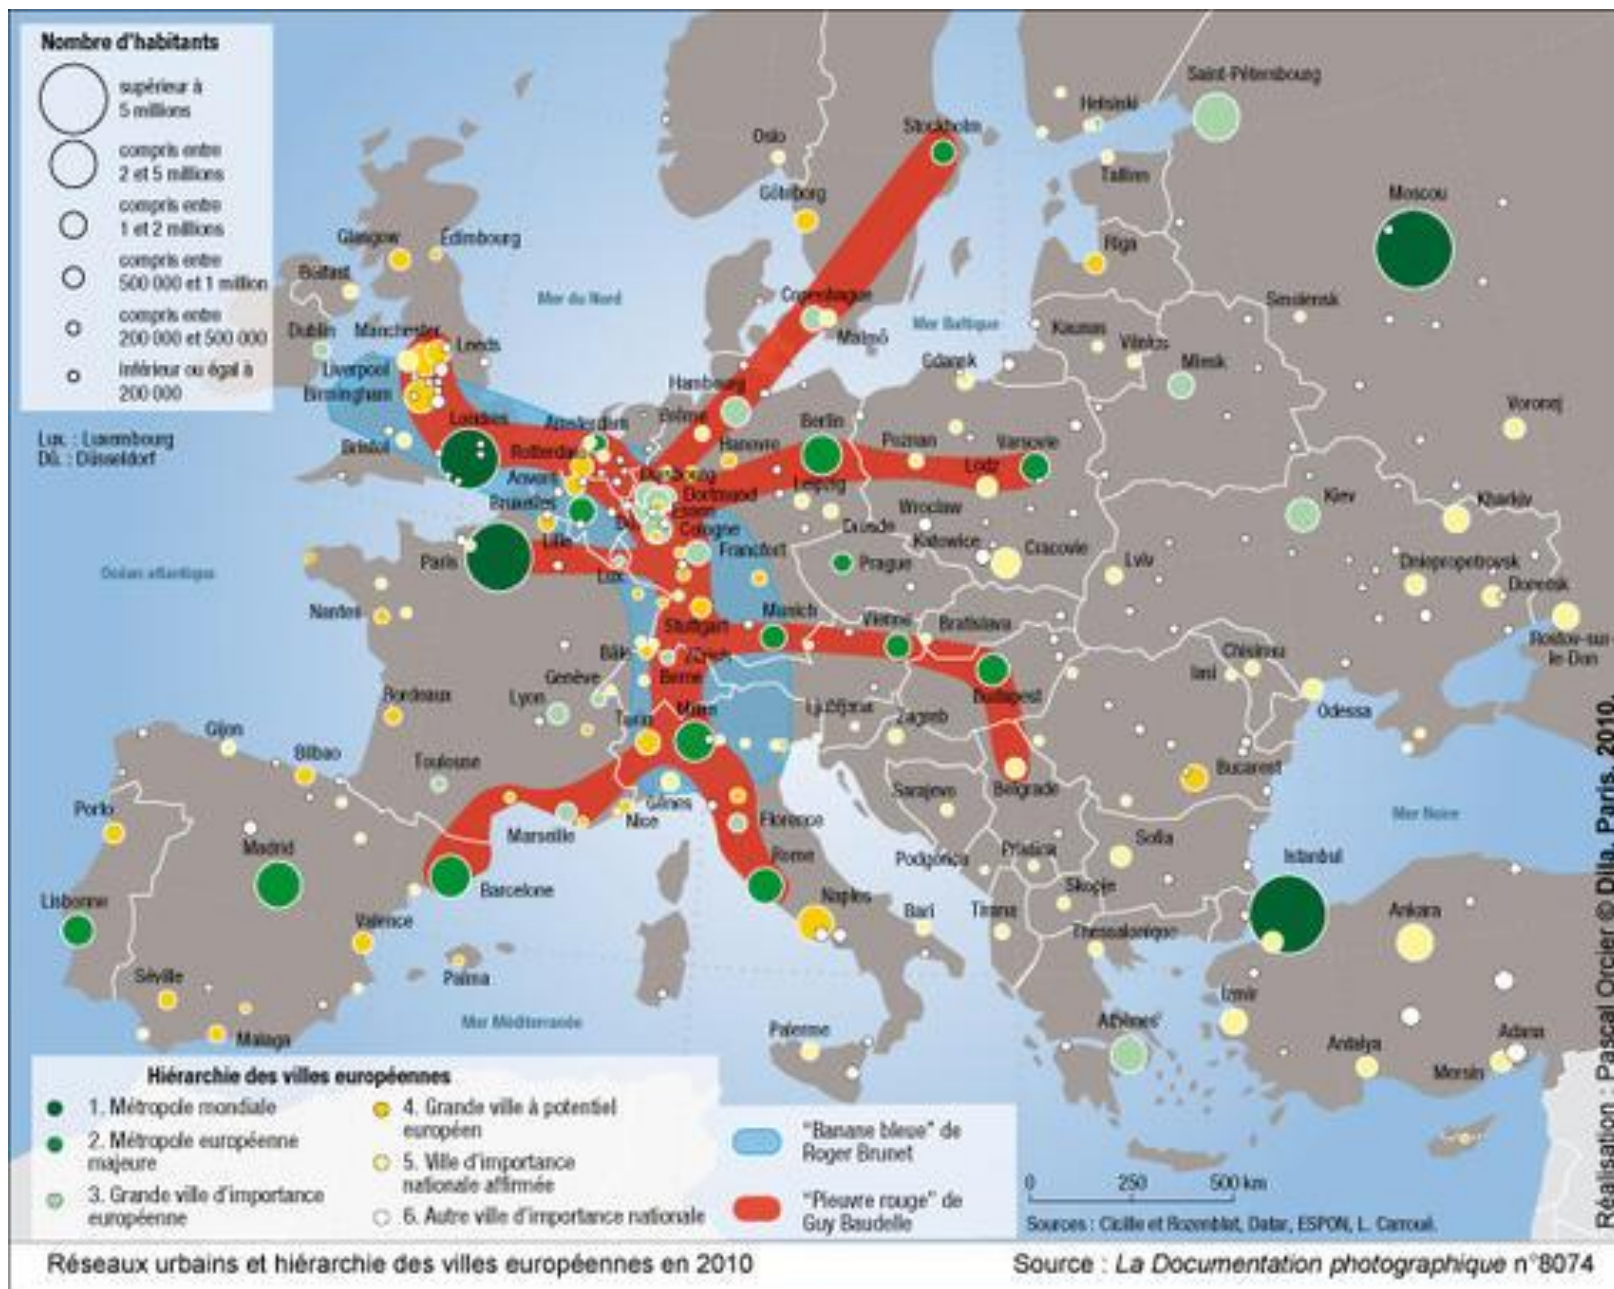 Nombre d'habitants
supérieur à
5 millions
compris entre
2 et 5 millions
compris entre
1 et 2 millions
compris entre
500 000 et 1 million
compris entre
200 000 et 500 000
inférieur ou égal à
200 000
Lux. : Luxembourg
Dü. : Düsseldorf
Saint-Pétersbourg
Helsinki
Oslo
Stockholm
Tallinn
Moscou
Göteborg
Glasgow
Édimbourg
Riga
Belfast
Mer du Nord
Copenhague
Smolensk
Dublin
Manchester
Leeds
Malmö
Mer Baltique
Kaunas
Vilnius
Minsk
Liverpool
Gdansk
Birmingham
Hambourg
Voronej
Londres
Amsterdam
Brême
Berlin
Bristol
Rotterdam
Hanovre
Poznan
Varsovie
Lodz
Anvers
Duisbourg
Dortmund
Leipzig
Bruxelles
Essen
Dü.
Cologne
Dresde
Wroclaw
Kiev
Kharkiv
Lille
Francfort
Katowice
Cracovie
Paris
Lux.
Prague
Lviv
Dniepropetrovsk
Donetsk
Océan atlantique
Nantes
Munich
Vienne
Bratislava
Stuttgart
Rostov-sur-
le-Don
Bâle
Zürich
Chisinau
Iasi
Genève
Berne
Budapest
Lyon
Bordeaux
Turin
Milan
Ljubljana
Zagreb
Odessa
Gijon
Bilbao
Toulouse
Bucarest
Porto
Gênes
Sarajevo
Belgrade
Marseille
Nice
Florence
Mer Noire
Madrid
Rome
Podgorica
Pristina
Sofia
Istanbul
Barcelone
Skopje
Lisbonne
Valence
Naples
Bari
Tirana
Ankara
Thessalonique
Séville
Palma
Izmir
Malaga
Mer Méditerranée
Palerme
Athènes
Antalya
Adana
Mersin
Hiérarchie des villes européennes
1. Métropole mondiale
2. Métropole européenne
majeure
3. Grande ville d'importance
européenne
4. Grande ville à potentiel
européen
5. Ville d'importance
nationale affirmée
6. Autre ville d'importance nationale
"Banane bleue" de
Roger Brunet
"Pieuvre rouge" de
Guy Baudelle
0 250 500 km
Sources : Cicille et Rozenblat, Datar, ESPON, L. Carroué.
Réalisation : Pascal Orcier © Dila, Paris, 2010.
Réseaux urbains et hiérarchie des villes européennes en 2010
Source : La Documentation photographique n°8074